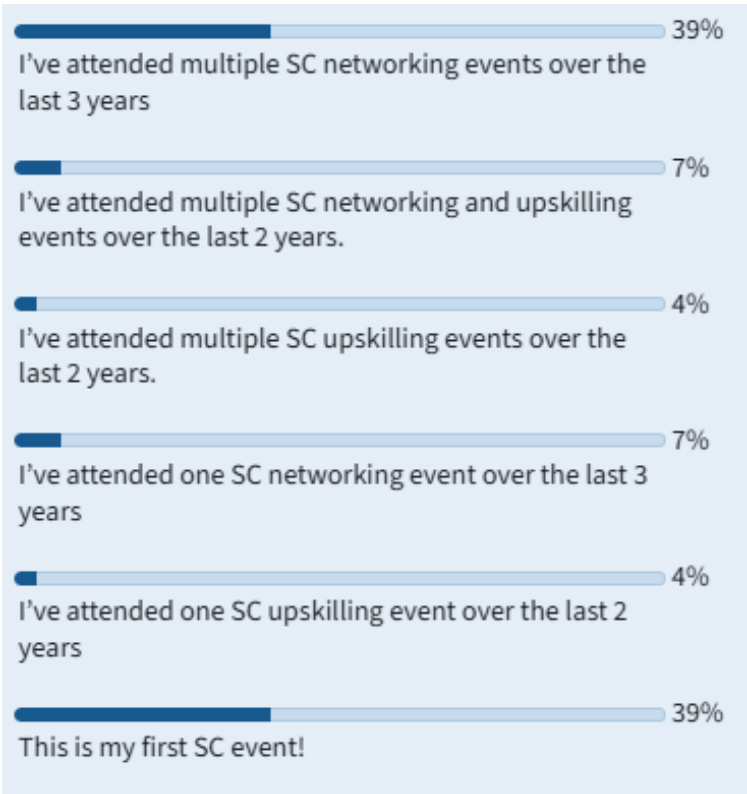 39%
I've attended multiple SC networking events over the
last 3 years
7%
I've attended multiple SC networking and upskilling
events over the last 2 years.
4%
I've attended multiple SC upskilling events over the
last 2 years.
7%
I've attended one SC networking event over the last 3
years
4%
I've attended one SC upskilling event over the last 2
years
39%
This is my first SC event!